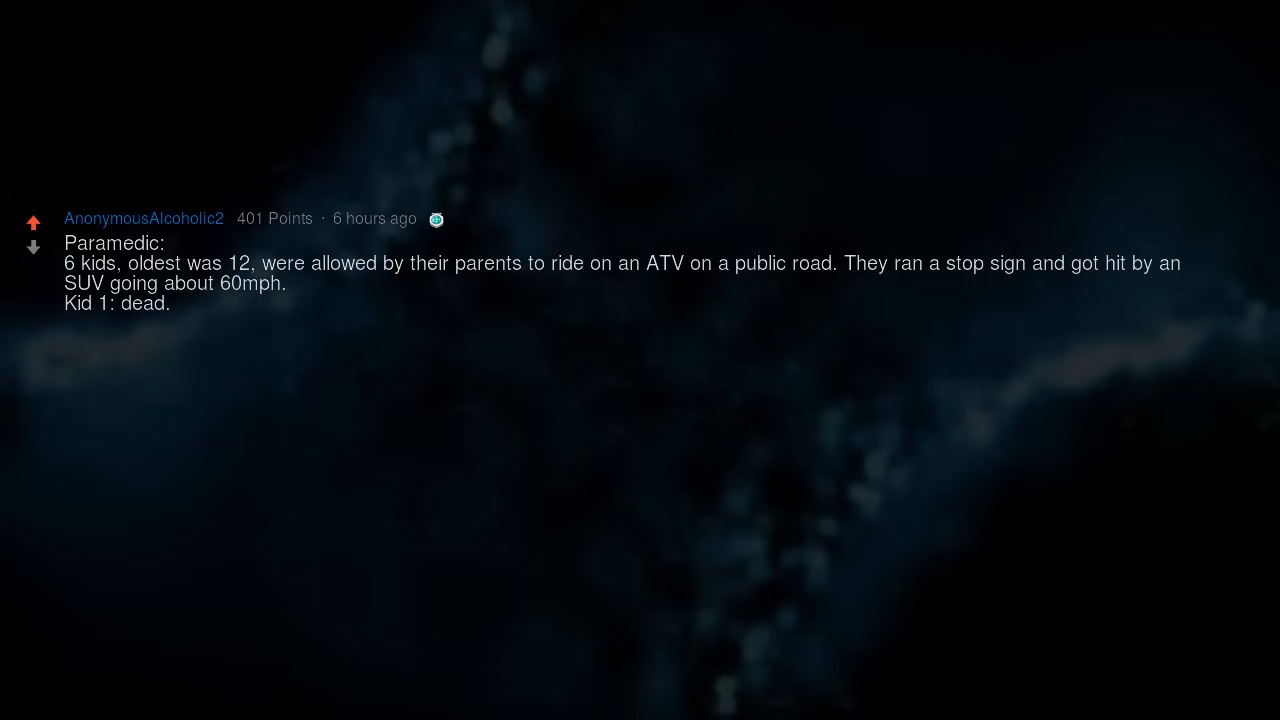 AnonymousAlcoholic2 401 Points · 6 hours ago
Paramedic:
6 kids, oldest was 12, were allowed by their parents to ride on an ATV on a public road. They ran a stop sign and got hit by an
SUV going about 60mph.
Kid 1: dead.